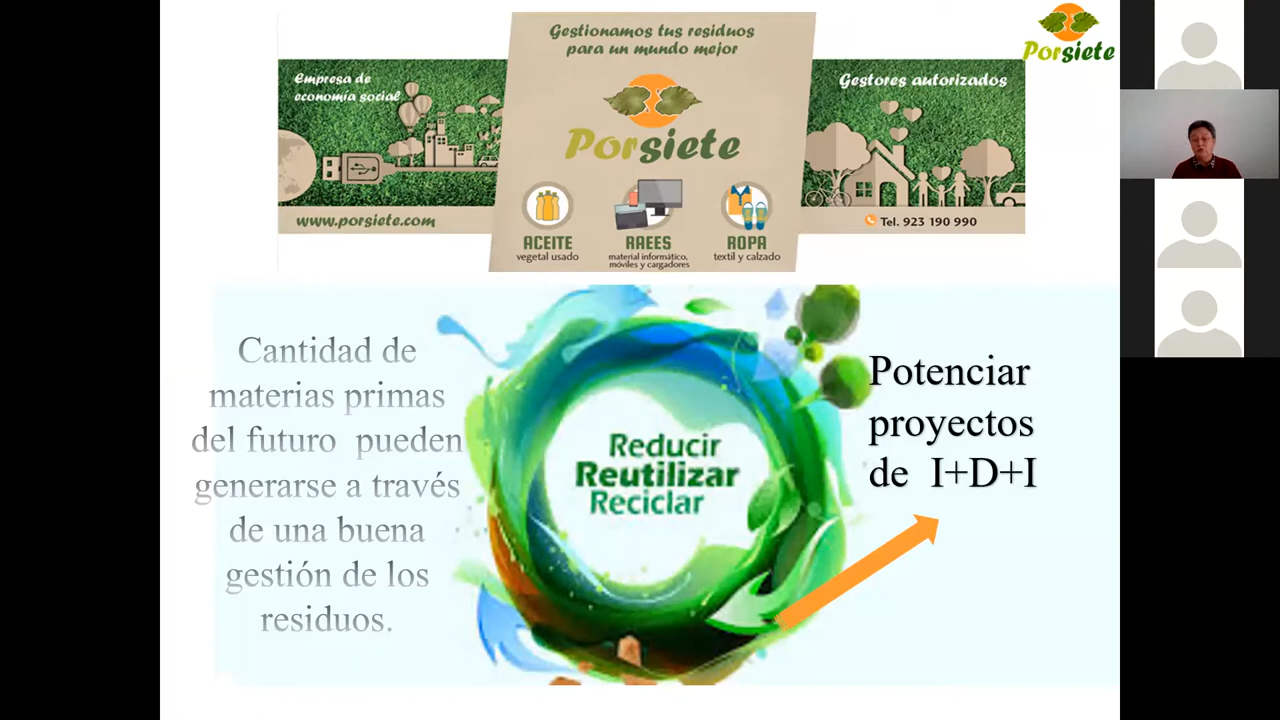 Gestionamos tus residuos
para un mundo mejor
Porsiete
Empresa de
economía social
Gestores autorizados
Porsiete
www.porsiete.com
Tel. 923 190 990
ACEITE
vegetal usado
RAEES
material informático,
móviles y cargadores
ROPA
textil y calzado
Cantidad de
materias primas
del futuro pueden
generarse a través
de una buena
gestión de los
residuos.
Reducir
Reutilizar
Reciclar
Potenciar
proyectos
de I+D+I